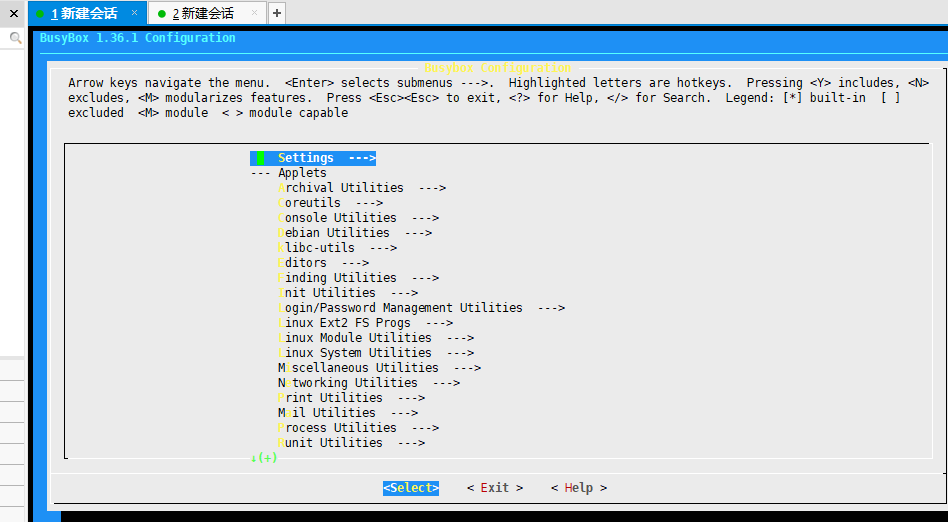 1 新建会话 × 2 新建会话 × +
BusyBox 1.36.1 Configuration
Busybox Configuration
Arrow keys navigate the menu. <Enter> selects submenus --->. Highlighted letters are hotkeys. Pressing <Y> includes, <N>
excludes, <M> modularizes features. Press <Esc><Esc> to exit, <?> for Help, </> for Search. Legend: [*] built-in [ ]
excluded <M> module < > module capable
Settings --->
--- Applets
Archival Utilities --->
Coreutils --->
Console Utilities --->
Debian Utilities --->
klibc-utils --->
Editors --->
Finding Utilities --->
Init Utilities --->
Login/Password Management Utilities --->
Linux Ext2 FS Progs --->
Linux Module Utilities --->
Linux System Utilities --->
Miscellaneous Utilities --->
Networking Utilities --->
Print Utilities --->
Mail Utilities --->
Process Utilities --->
Runit Utilities --->
↓(+)
<Select> < Exit > < Help >